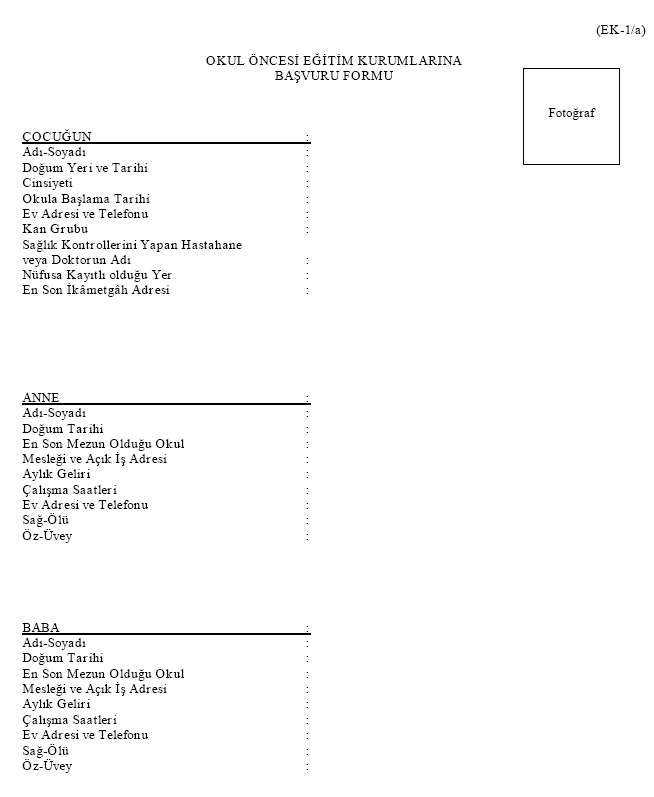 (EK-1/a)
OKUL ÖNCESİ EĞİTİM KURUMLARINA
BAŞVURU FORMU
Fotoğraf
ÇOCUĞUN :
Adı-Soyadı :
Doğum Yeri ve Tarihi :
Cinsiyeti :
Okula Başlama Tarihi :
Ev Adresi ve Telefonu :
Kan Grubu :
Sağlık Kontrollerini Yapan Hastahane
veya Doktorun Adı :
Nüfusa Kayıtlı olduğu Yer :
En Son İkâmetgâh Adresi :
ANNE :
Adı-Soyadı :
Doğum Tarihi :
En Son Mezun Olduğu Okul :
Mesleği ve Açık İş Adresi :
Aylık Geliri :
Çalışma Saatleri :
Ev Adresi ve Telefonu :
Sağ-Ölü :
Öz-Üvey :
BABA :
Adı-Soyadı :
Doğum Tarihi :
En Son Mezun Olduğu Okul :
Mesleği ve Açık İş Adresi :
Aylık Geliri :
Çalışma Saatleri :
Ev Adresi ve Telefonu :
Sağ-Ölü :
Öz-Üvey :